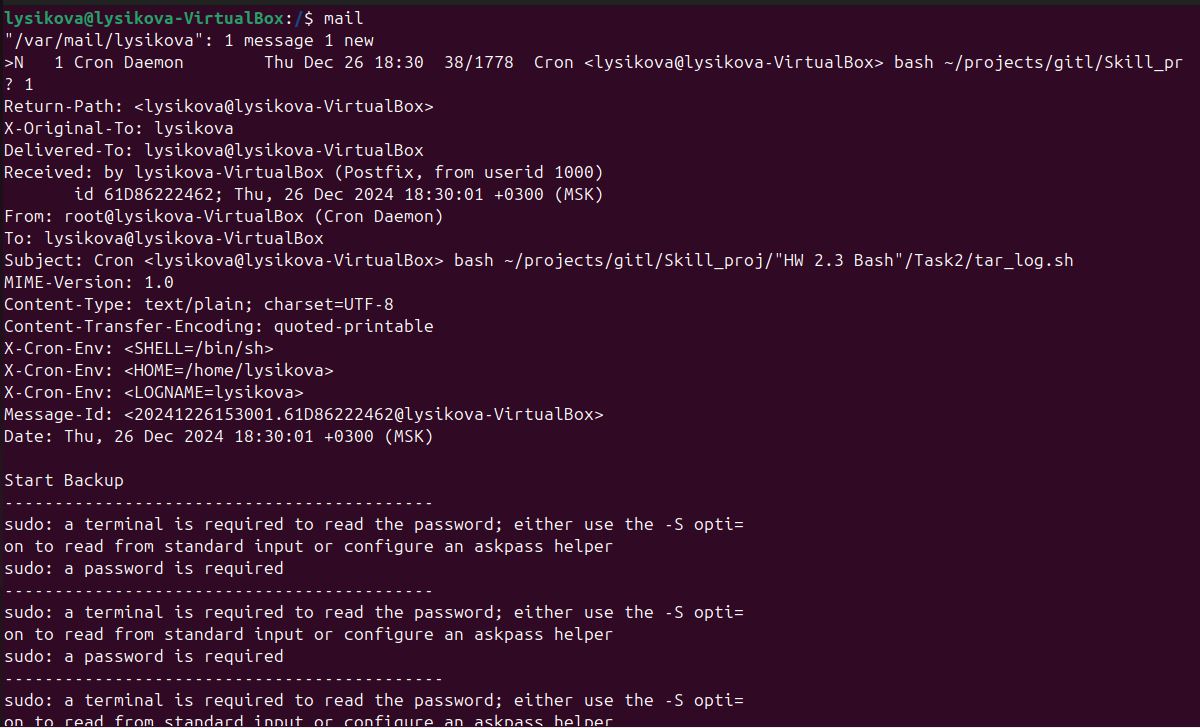 lysikova@lysikova-VirtualBox:/$ mail
"/var/mail/lysikova": 1 message 1 new
>N   1 Cron Daemon        Thu Dec 26 18:30  38/1778  Cron <lysikova@lysikova-VirtualBox> bash ~/projects/gitl/Skill_pr
? 1
Return-Path: <lysikova@lysikova-VirtualBox>
X-Original-To: lysikova
Delivered-To: lysikova@lysikova-VirtualBox
Received: by lysikova-VirtualBox (Postfix, from userid 1000)
       id 61D86222462; Thu, 26 Dec 2024 18:30:01 +0300 (MSK)
From: root@lysikova-VirtualBox (Cron Daemon)
To: lysikova@lysikova-VirtualBox
Subject: Cron <lysikova@lysikova-VirtualBox> bash ~/projects/gitl/Skill_proj/"HW 2.3 Bash"/Task2/tar_log.sh
MIME-Version: 1.0
Content-Type: text/plain; charset=UTF-8
Content-Transfer-Encoding: quoted-printable
X-Cron-Env: <SHELL=/bin/sh>
X-Cron-Env: <HOME=/home/lysikova>
X-Cron-Env: <LOGNAME=lysikova>
Message-Id: <20241226153001.61D86222462@lysikova-VirtualBox>
Date: Thu, 26 Dec 2024 18:30:01 +0300 (MSK)

Start Backup
-------------------------------------------
sudo: a terminal is required to read the password; either use the -S opti=
on to read from standard input or configure an askpass helper
sudo: a password is required
-------------------------------------------
sudo: a terminal is required to read the password; either use the -S opti=
on to read from standard input or configure an askpass helper
sudo: a password is required
--------------------------------------------
sudo: a terminal is required to read the password; either use the -S opti=
on to read from standard input or configure an askpass helper